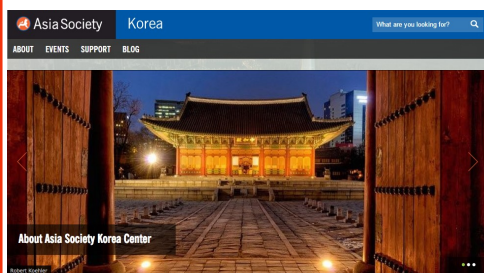 Asia Society
Korea
What are you looking for?
ABOUT EVENTS SUPPORT BLOG
About Asia Society Korea Center
Robert Koehler